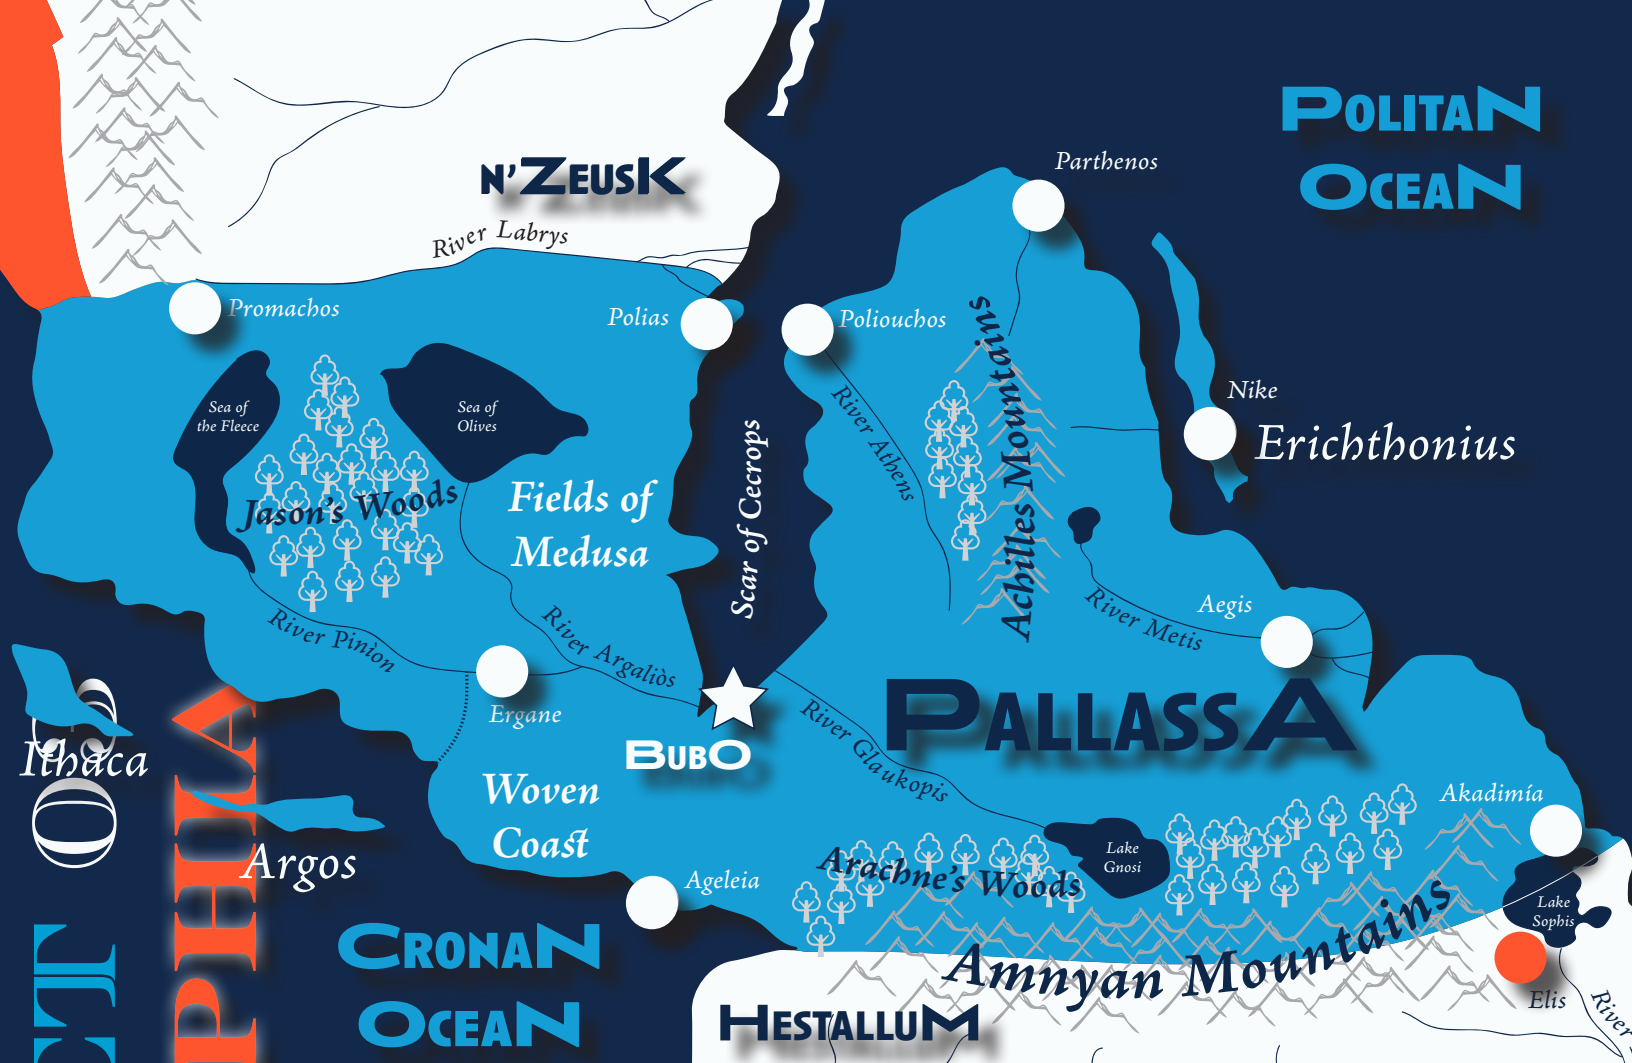 POLITAN
OCEAN
Parthenos
N'ZEUSK
River Labrys
Promachos
Polias
Poliouchos
Nike
Erichthonius
Sea of
the Fleece
Sea of
Olives
River Athens
Achilles Mountains
Scar of Cecrops
Jason's Woods
Fields of
Medusa
River Pinìon
River Argaliòs
River Metis
Aegis
PALLASSA
Ergane
BUBO
River Glaukopis
Ithaca
Argos
Woven
Coast
Akadimía
Ageleia
Arachne's Woods
Lake
Gnosi
Lake
Sophis
Amnyan Mountains
Elis
River
CRONAN
OCEAN
HESTALLUM
PHIA